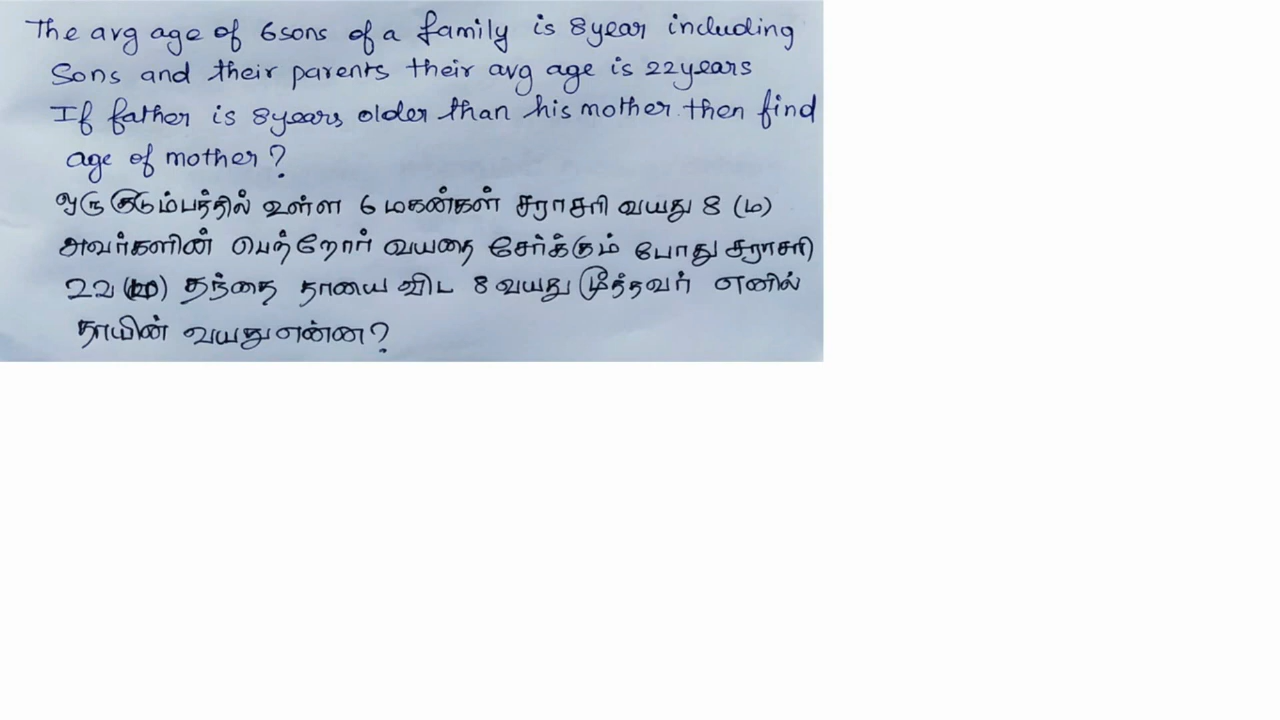 The avg age of 6sons of a family is 8year including
Sons and their parents their avg age is 22years
If father is 8years older than his mother then find
age of mother?
ஒரு குடும்பத்தில் உள்ள 6 மகன்கள் சராசரி வயது 8 (ம)
அவர்களின் பெற்றோர் வயதை சேர்க்கும் போது சராசரி
22 (ம) தந்தை தாயை விட 8 வயது மூத்தவர் எனில்
தாயின் வயது என்ன?